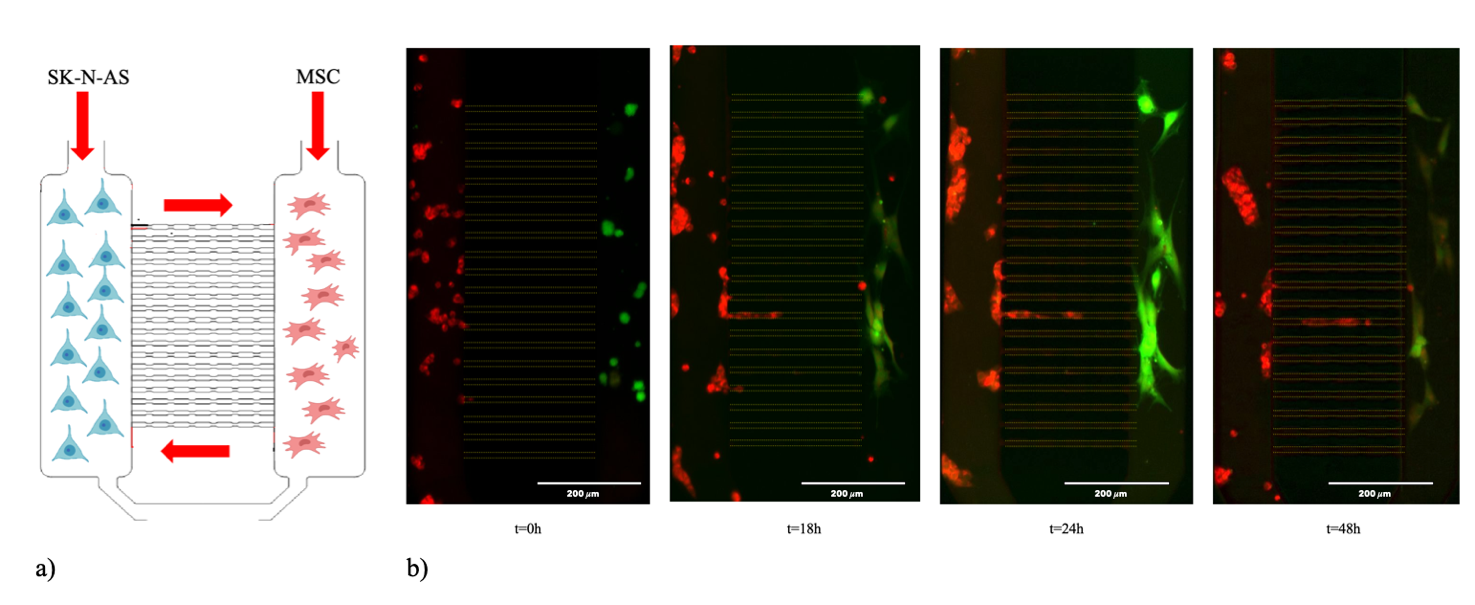 SK-N-AS
MSC
200 µm
200 µm
200 µm
200 µm
t=0h
t=18h
t=24h
t=48h
a)
b)